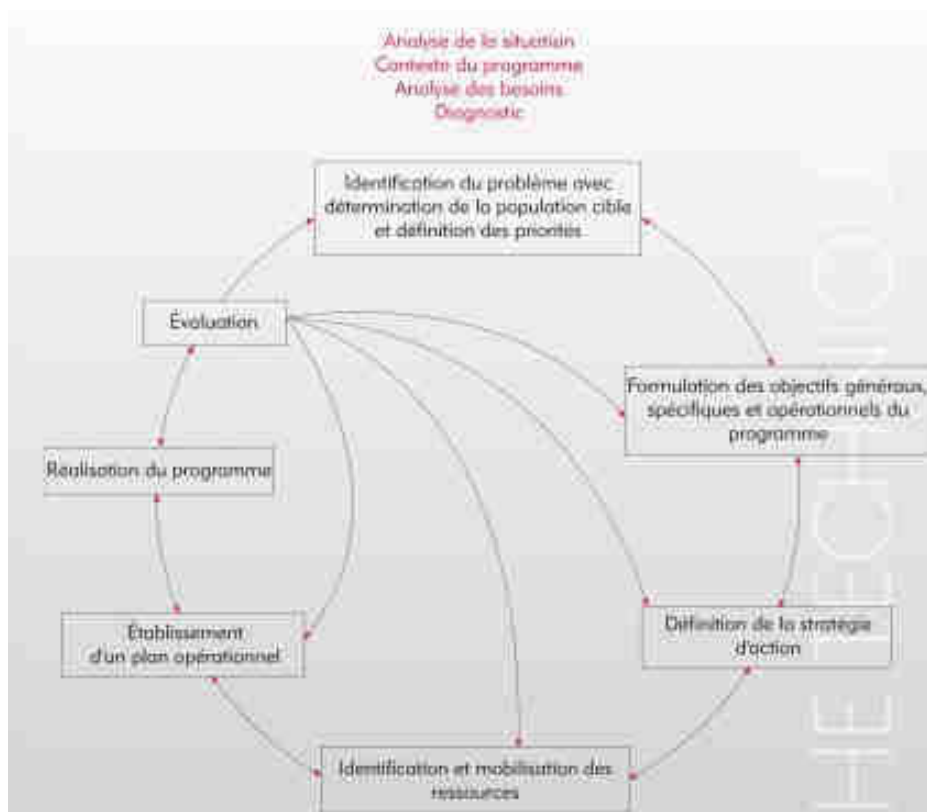 Analyse de la situation
Contexte du programme
Analyse des besoins
Diagnostic
Identification du problème avec
détermination de la population cible
et définition des priorités
Évaluation
Formulation des objectifs généraux,
spécifiques et opérationnels du
programme
Réalisation du programme
Établissement
d'un plan opérationnel
Définition de la stratégie
d'action
Identification et mobilisation des
ressources